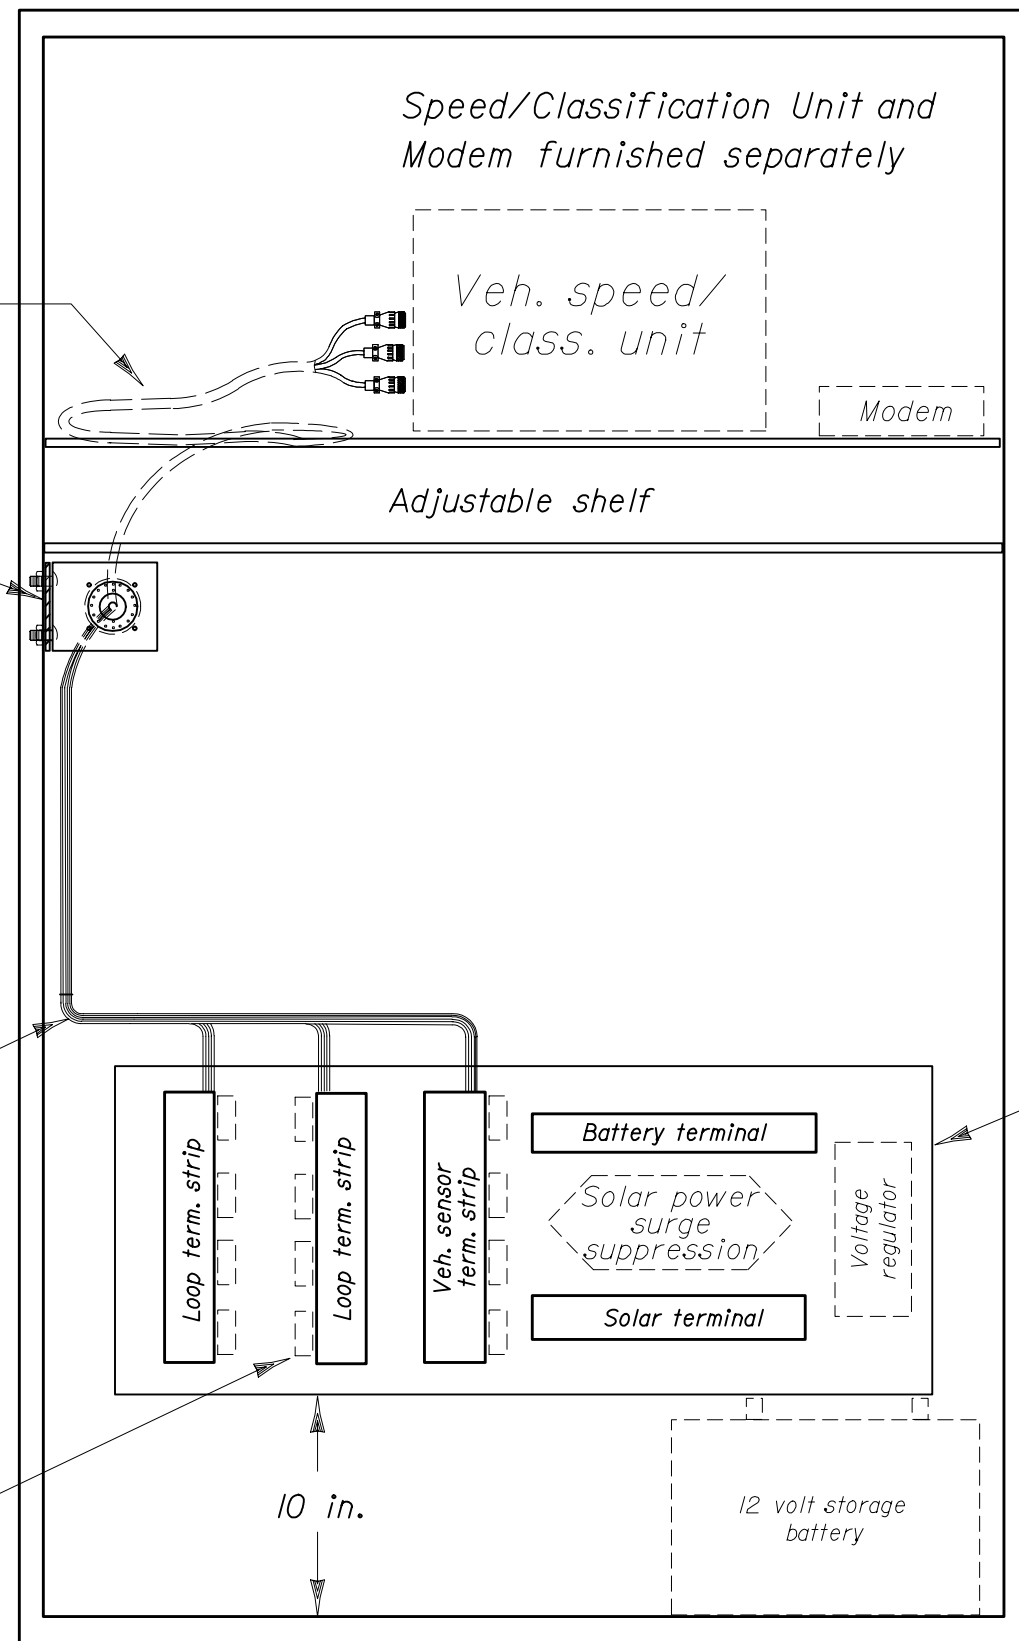 Speed/Classification Unit and
Modem furnished separately
Veh. speed/
class. unit
Modem
Adjustable shelf
Loop term. strip
Loop term. strip
Veh. sensor
term. strip
Battery terminal
Solar power
surge
suppression
Solar terminal
Voltage
regulator
10 in.
12 volt storage
battery